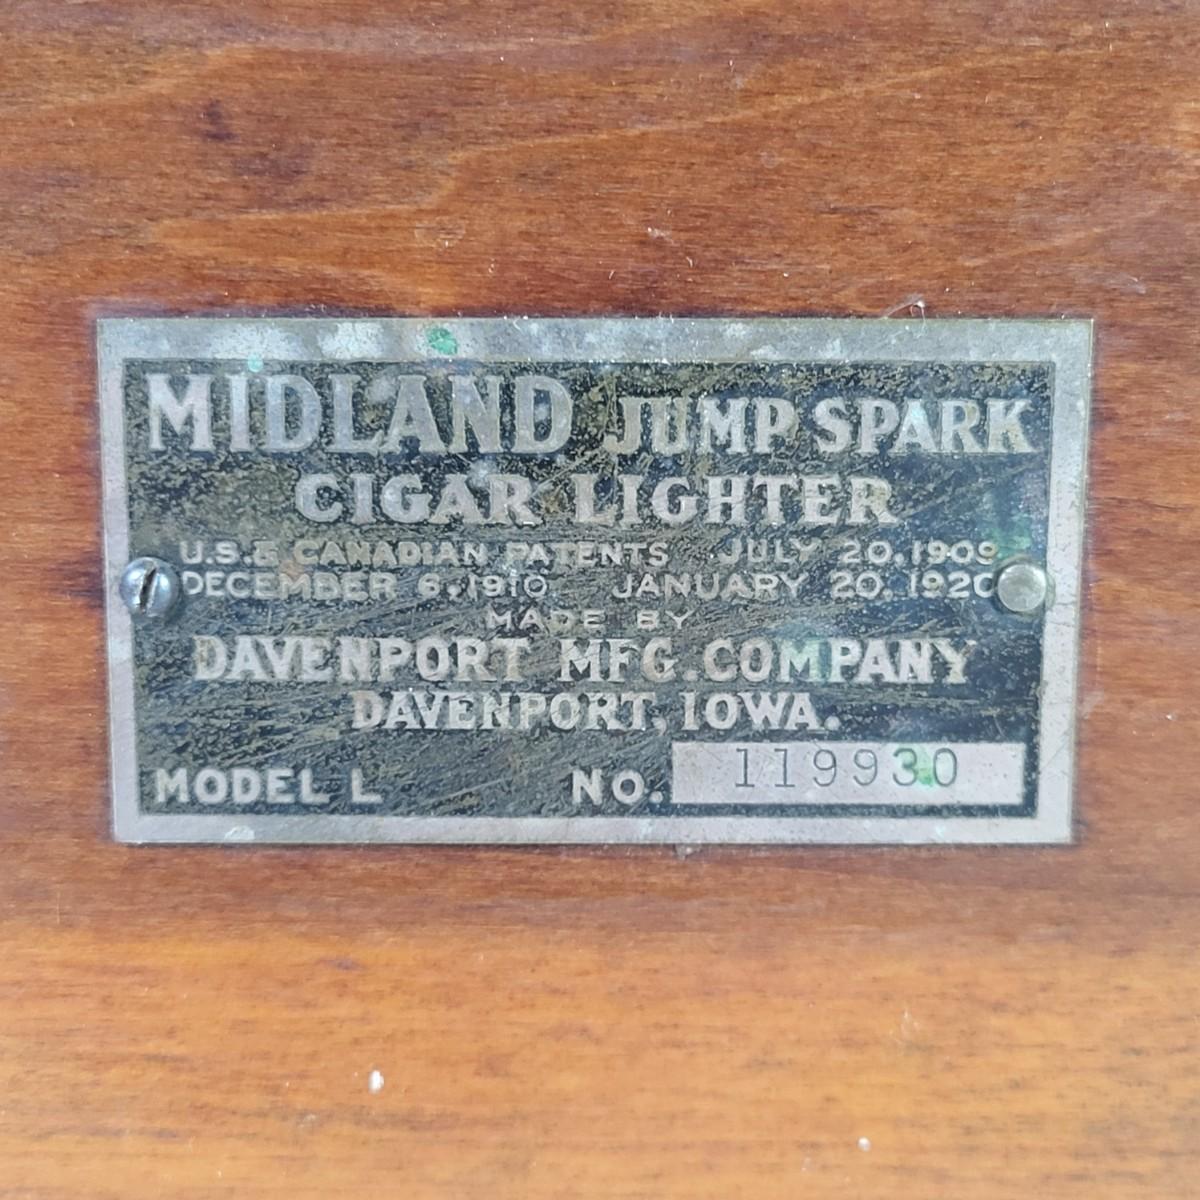 MIDLAND JUMP SPARK
CIGAR LIGHTER
U.S.& CANADIAN PATENTS JULY 20.1909
DECEMBER 6.1910 JANUARY 20.1920
MADE BY
DAVENPORT MFG.COMPANY
DAVENPORT, IOWA.
MODEL L NO. 119930